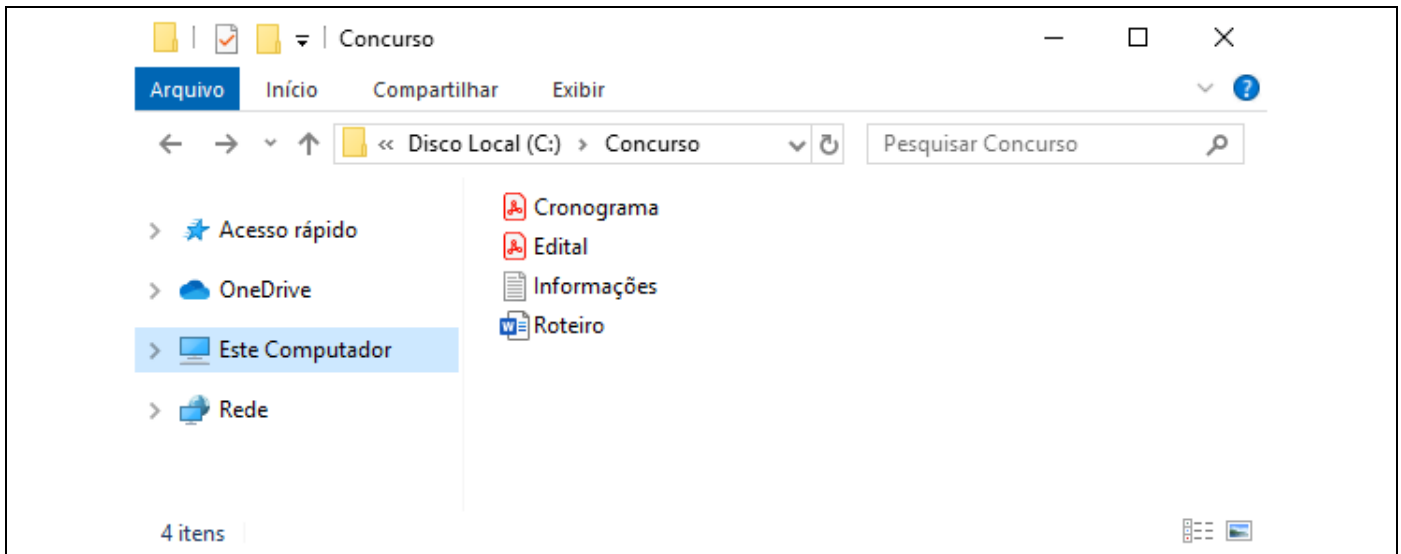 Concurso
Arquivo Início Compartilhar Exibir
« Disco Local (C:) › Concurso Pesquisar Concurso
Cronograma
Acesso rápido
Edital
OneDrive
Informações
Roteiro
Este Computador
Rede
4 itens